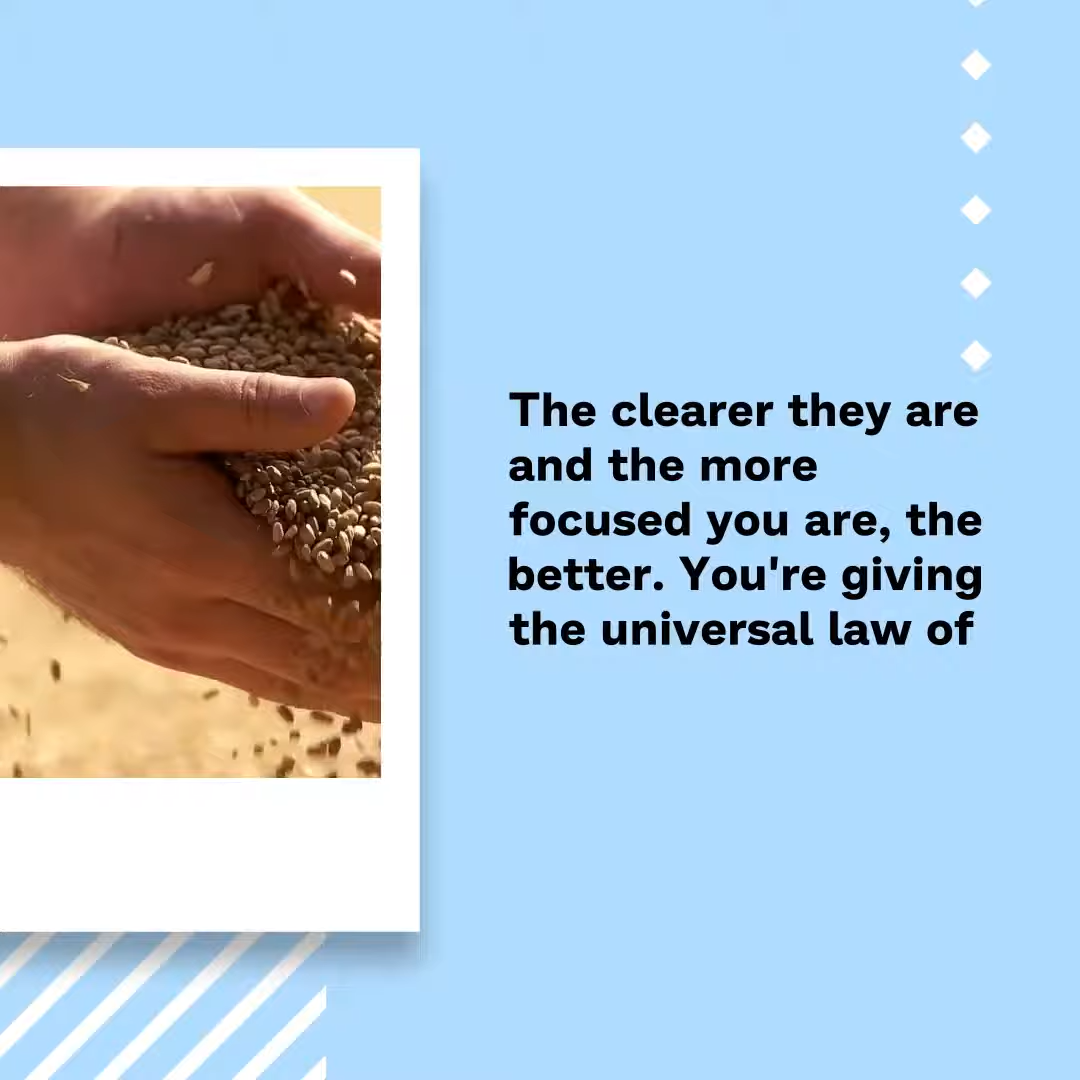 The clearer they are
and the more
focused you are, the
better. You're giving
the universal law of